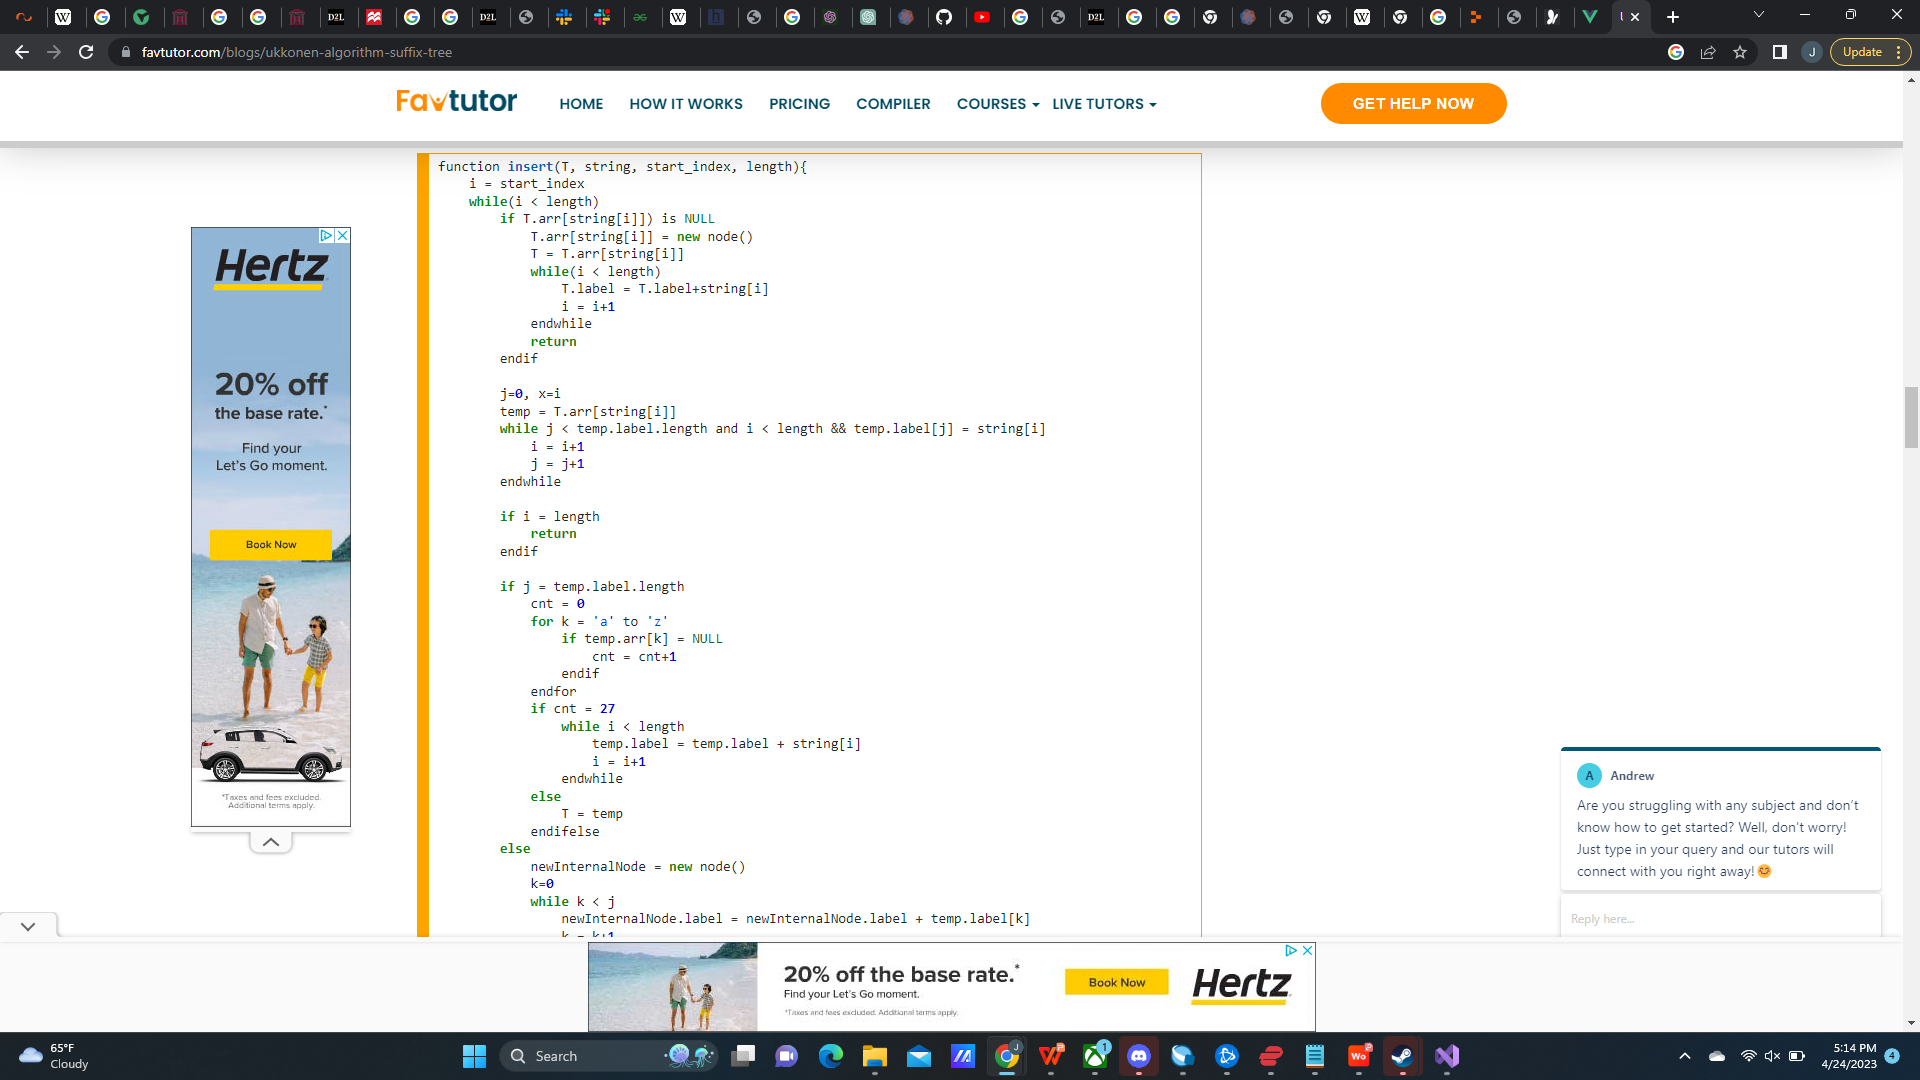 favtutor.com/blogs/ukkonen-algorithm-suffix-tree
J
Update
Favtutor
HOME
HOW IT WORKS
PRICING
COMPILER
COURSES
LIVE TUTORS
GET HELP NOW
function insert(T, string, start_index, length){
i = start_index
while(i < length)
if T.arr[string[i]]) is NULL
T.arr[string[i]] = new node()
T = T.arr[string[i]]
while(i < length)
T.label = T.label+string[i]
i = i+1
endwhile
return
endif
j=0, x=i
temp = T.arr[string[i]]
while j < temp.label.length and i < length && temp.label[j] = string[i]
i = i+1
j = j+1
endwhile
if i = length
return
endif
if j = temp.label.length
cnt = 0
for k = 'a' to 'z'
if temp.arr[k] = NULL
cnt = cnt+1
endif
endfor
if cnt = 27
while i < length
temp.label = temp.label + string[i]
i = i+1
endwhile
else
T = temp
endifelse
else
newInternalNode = new node()
k=0
while k < j
newInternalNode.label = newInternalNode.label + temp.label[k]
k = k+1
Hertz
20% off
the base rate.*
Find your
Let's Go moment.
Book Now
*Taxes and fees excluded.
Additional terms apply.
A
Andrew
Are you struggling with any subject and don't
know how to get started? Well, don't worry!
Just type in your query and our tutors will
connect with you right away!😊
Reply here...
20% off the base rate.*
Find your Let's Go moment.
*Taxes and fees excluded. Additional terms apply.
Book Now
Hertz
65°F
Cloudy
Search
5:14 PM
4/24/2023
4